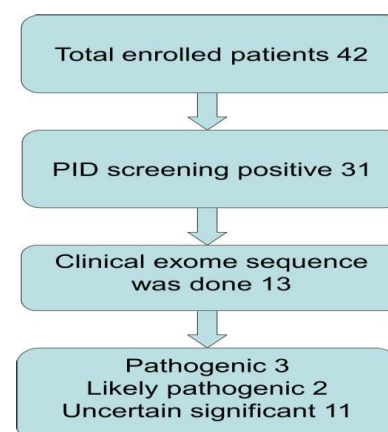 Total enrolled patients 42
PID screening positive 31
Clinical exome sequence
was done 13
Pathogenic 3
Likely pathogenic 2
Uncertain significant 11